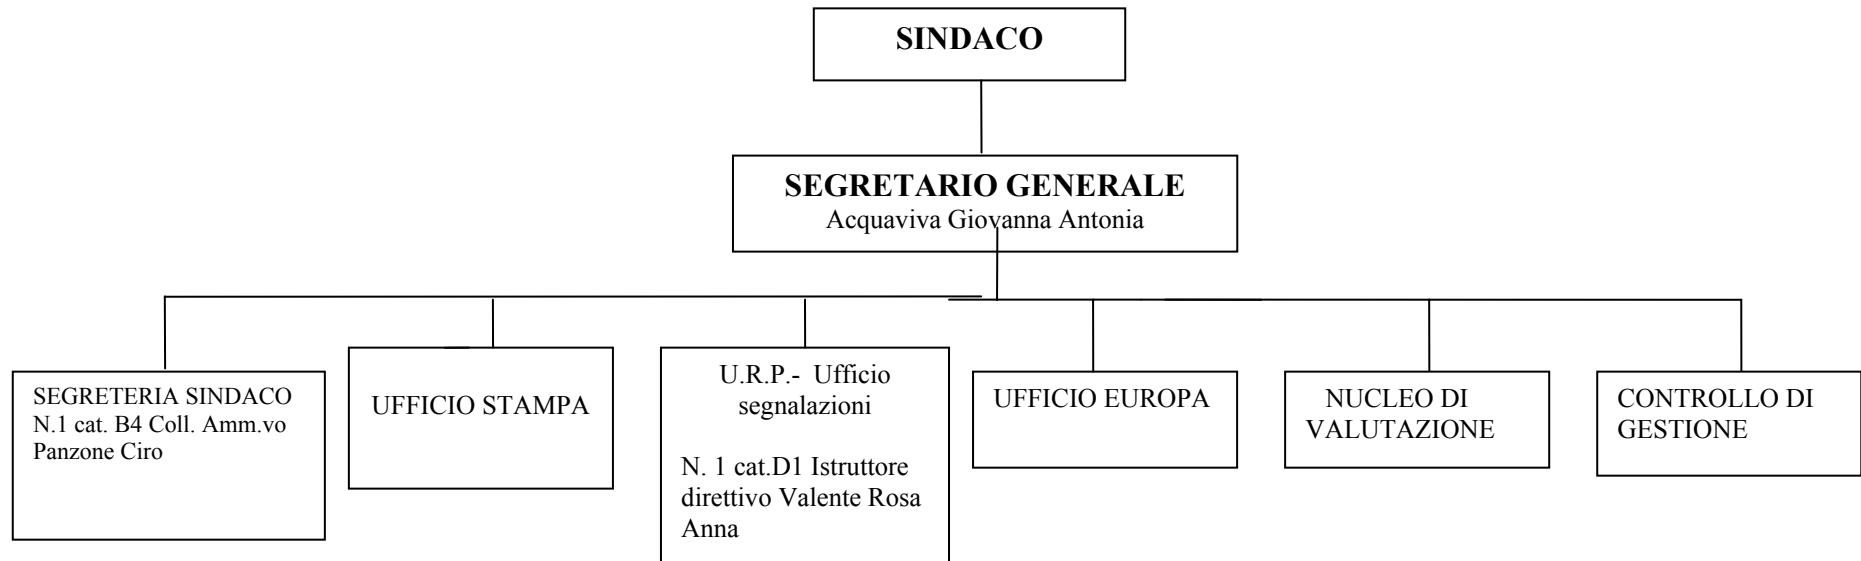 SINDACO
SEGRETARIO GENERALE
Acquaviva Giovanna Antonia
SEGRETERIA SINDACO
N.1 cat. B4 Coll. Amm.vo
Panzone Ciro
UFFICIO STAMPA
U.R.P.- Ufficio
segnalazioni
N. 1 cat.D1 Istruttore
direttivo Valente Rosa
Anna
UFFICIO EUROPA
NUCLEO DI
VALUTAZIONE
CONTROLLO DI
GESTIONE